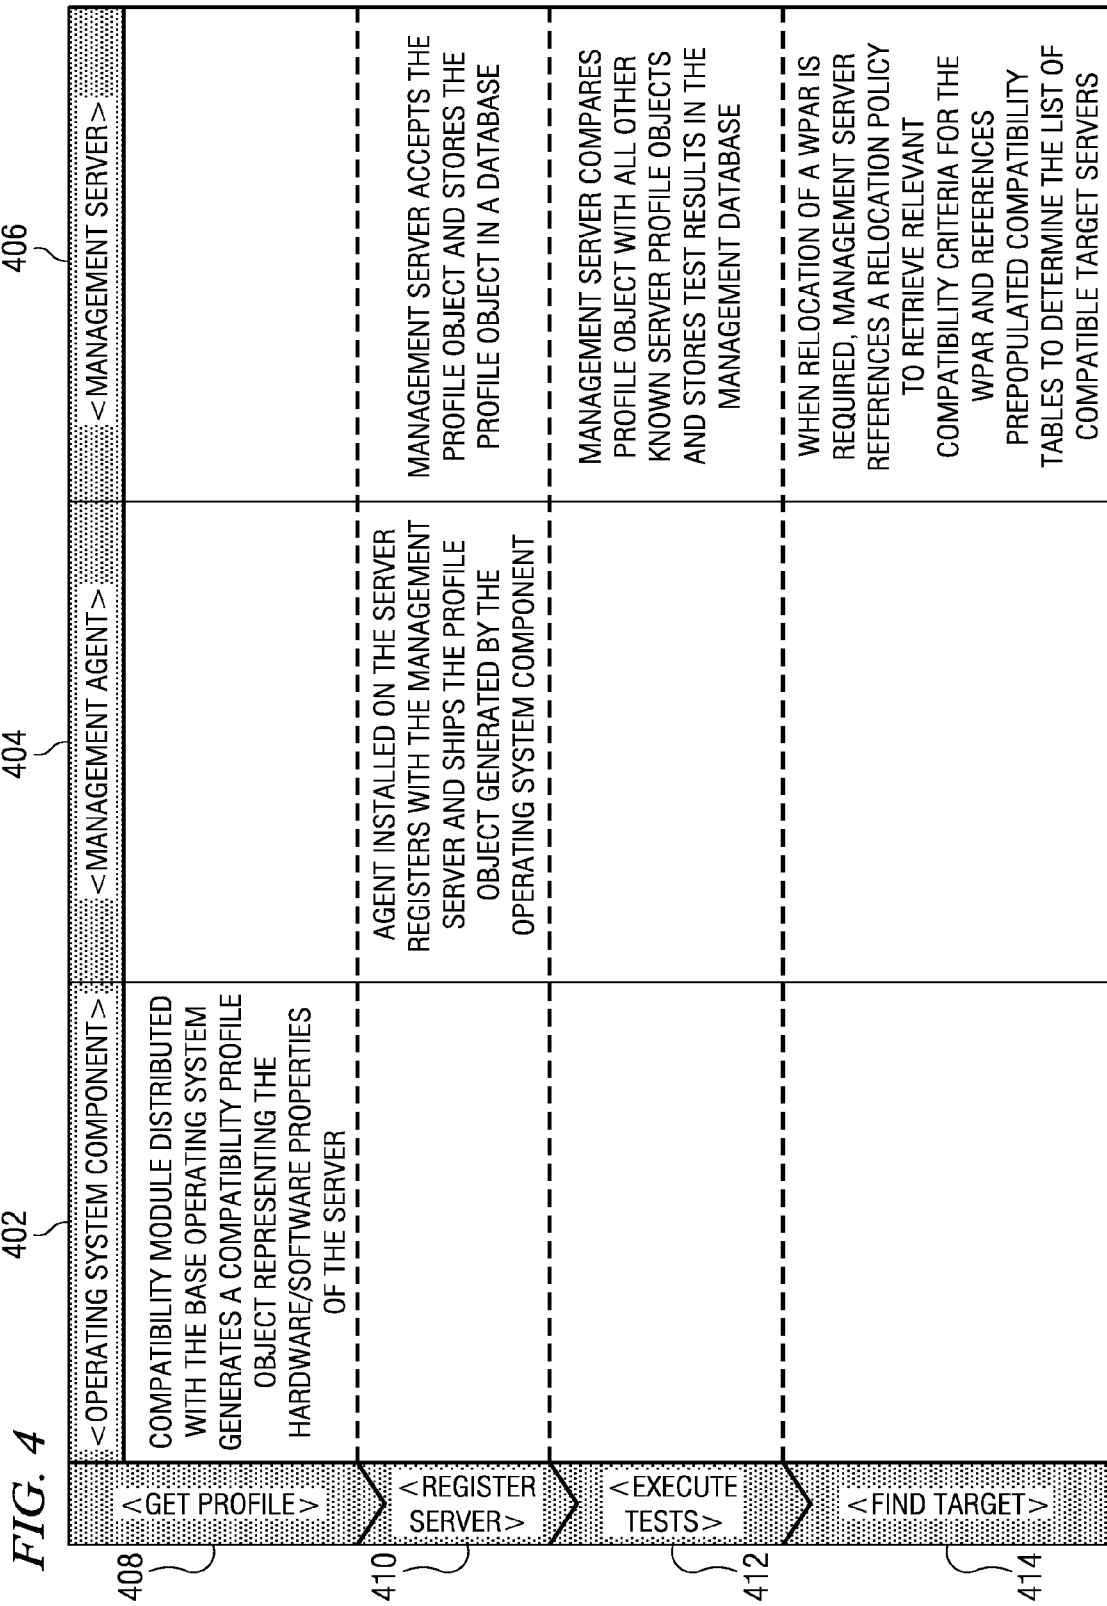 FIG. 4
402
404
406
<OPERATING SYSTEM COMPONENT>
<MANAGEMENT AGENT>
<MANAGEMENT SERVER>
408
<GET PROFILE>
COMPATIBILITY MODULE DISTRIBUTED
WITH THE BASE OPERATING SYSTEM
GENERATES A COMPATIBILITY PROFILE
OBJECT REPRESENTING THE
HARDWARE/SOFTWARE PROPERTIES
OF THE SERVER
410
<REGISTER
SERVER>
AGENT INSTALLED ON THE SERVER
REGISTERS WITH THE MANAGEMENT
SERVER AND SHIPS THE PROFILE
OBJECT GENERATED BY THE
OPERATING SYSTEM COMPONENT
MANAGEMENT SERVER ACCEPTS THE
PROFILE OBJECT AND STORES THE
PROFILE OBJECT IN A DATABASE
412
<EXECUTE
TESTS>
MANAGEMENT SERVER COMPARES
PROFILE OBJECT WITH ALL OTHER
KNOWN SERVER PROFILE OBJECTS
AND STORES TEST RESULTS IN THE
MANAGEMENT DATABASE
414
<FIND TARGET>
WHEN RELOCATION OF A WPAR IS
REQUIRED, MANAGEMENT SERVER
REFERENCES A RELOCATION POLICY
TO RETRIEVE RELEVANT
COMPATIBILITY CRITERIA FOR THE
WPAR AND REFERENCES
PREPOPULATED COMPATIBILITY
TABLES TO DETERMINE THE LIST OF
COMPATIBLE TARGET SERVERS